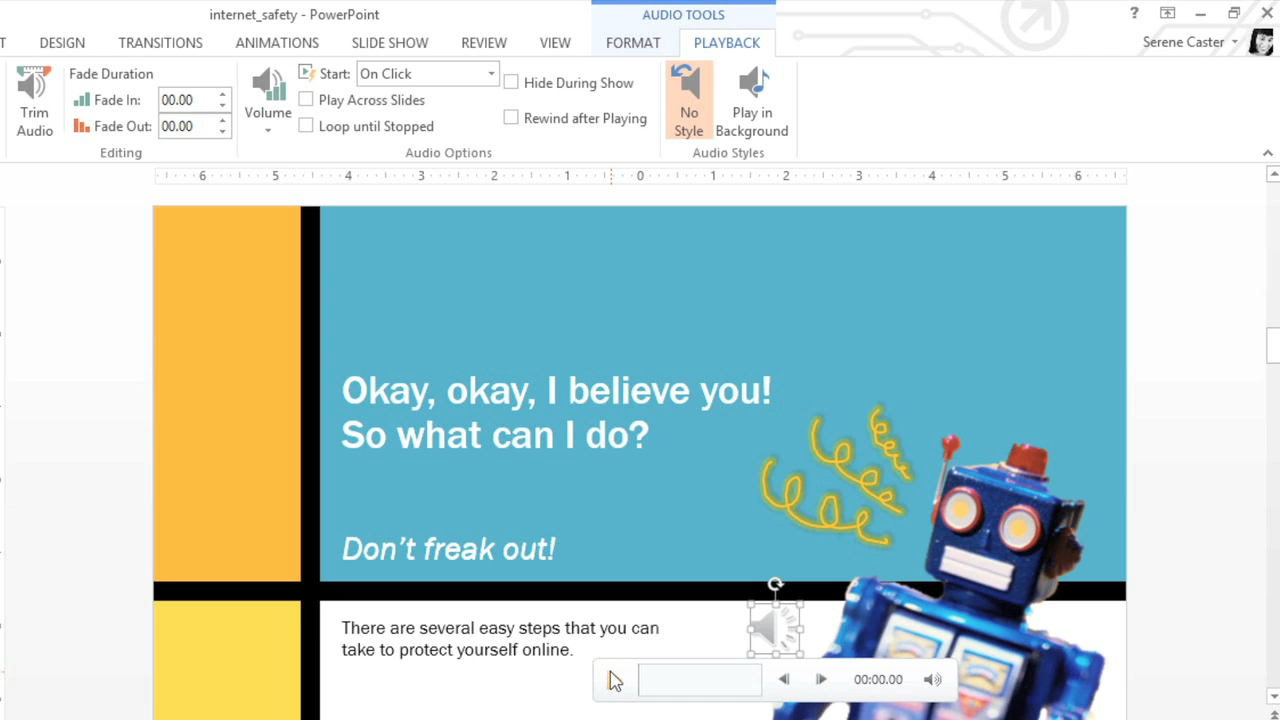 internet_safety - PowerPoint
AUDIO TOOLS
?
T DESIGN TRANSITIONS ANIMATIONS SLIDE SHOW REVIEW VIEW FORMAT PLAYBACK
Serene Caster
Trim
Audio
Fade Duration
Fade In: 00.00
Fade Out: 00.00
Editing
Volume
Start: On Click
Play Across Slides
Loop until Stopped
Hide During Show
Rewind after Playing
Audio Options
No
Style
Play in
Background
Audio Styles
6 5 4 3 2 1 0 1 2 3 4 5 6
Okay, okay, I believe you!
So what can I do?
Don't freak out!
There are several easy steps that you can
take to protect yourself online.
00:00.00